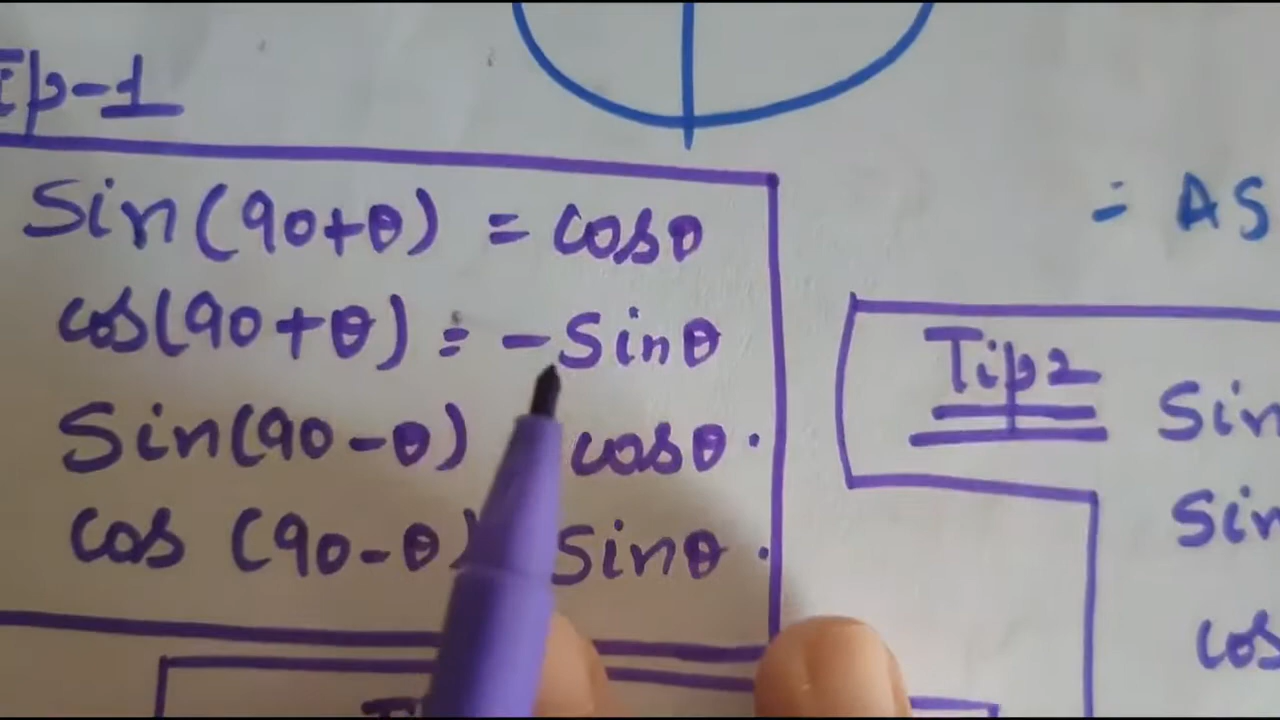 Tip-1
Sin(90+θ) = cosθ
cos(90+θ) = -Sinθ
Sin(90-θ) cosθ.
cos (90-θ) Sinθ.
= AS
Tip2
Sin
Sin
cos